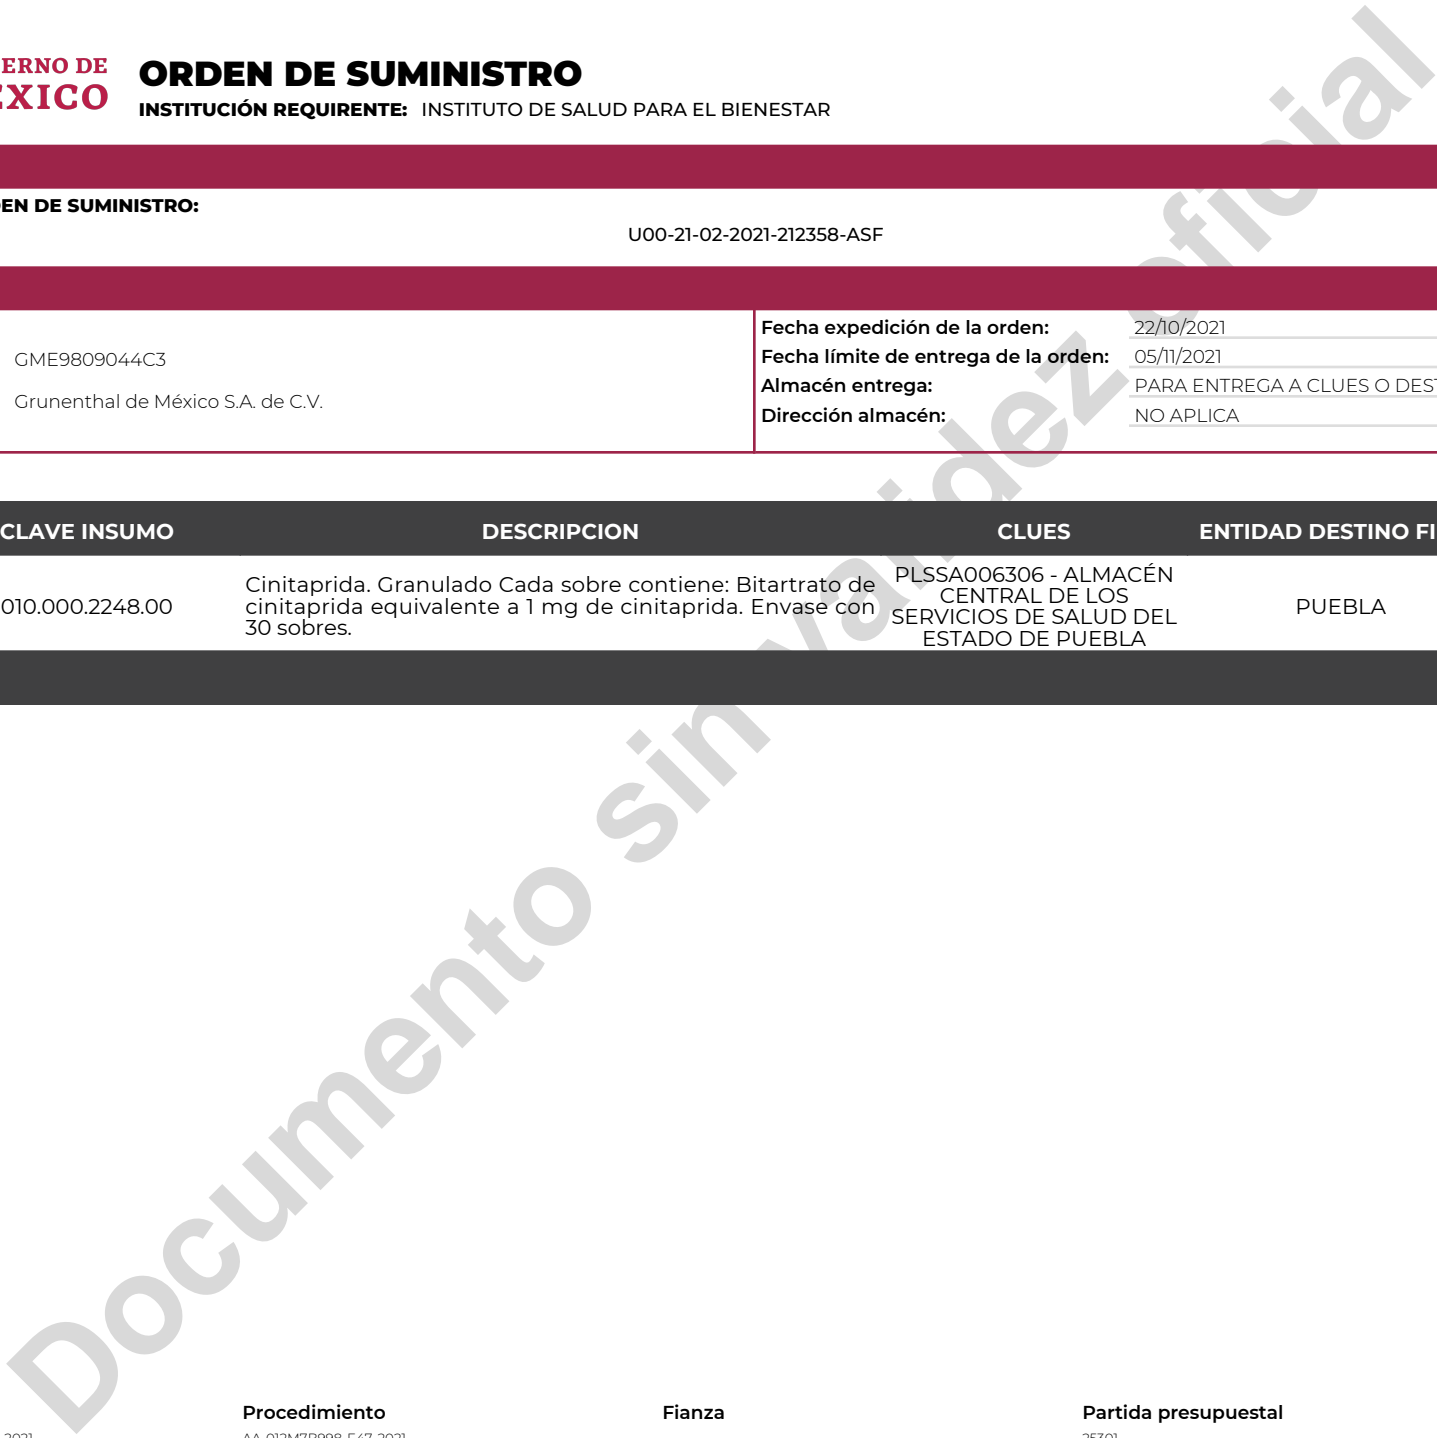 ERNO DE
ORDEN DE SUMINISTRO
INSTITUCIÓN REQUIRENTE: INSTITUTO DE SALUD PARA EL BIENESTAR
EXICO
EN DE SUMINISTRO:
U00-21-02-2021-212358-ASF
GME9809044C3
Grunenthal de México S.A. de C.V.
Fecha expedición de la orden: 22/10/2021
Fecha límite de entrega de la orden: 05/11/2021
Almacén entrega: PARA ENTREGA A CLUES O DEST
Dirección almacén: NO APLICA
CLAVE INSUMO DESCRIPCION CLUES ENTIDAD DESTINO FI
010.000.2248.00
Cinitaprida. Granulado Cada sobre contiene: Bitartrato de
cinitaprida equivalente a 1 mg de cinitaprida. Envase con
30 sobres.
PLSSA006306 - ALMACÉN
CENTRAL DE LOS
SERVICIOS DE SALUD DEL
ESTADO DE PUEBLA
PUEBLA
Documento sin validez oficial
Procedimiento Fianza Partida presupuestal